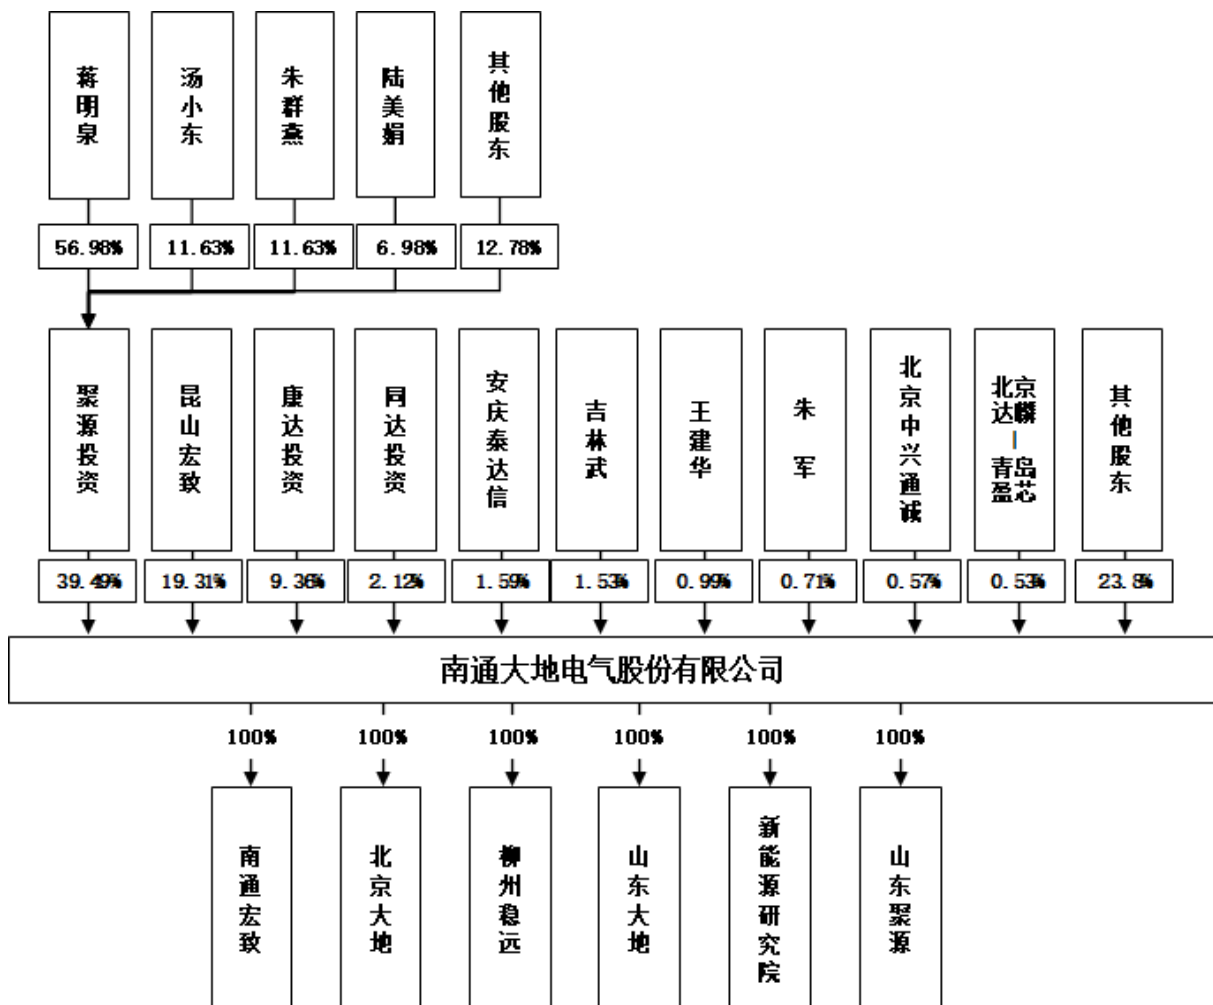 蒋明泉
汤小东
朱群燕
陆美娟
其他股东
56.98%
11.63%
11.63%
6.98%
12.78%
聚源投资
昆山宏致
康达投资
同达投资
安庆泰达信
吉林武
王建华
朱军
北京中兴通诚
北京达麟—青岛盈芯
其他股东
39.49%
19.31%
9.36%
2.12%
1.59%
1.53%
0.99%
0.71%
0.57%
0.53%
23.8%
南通大地电气股份有限公司
100%
100%
100%
100%
100%
100%
南通宏致
北京大地
柳州稳远
山东大地
新能源研究院
山东聚源